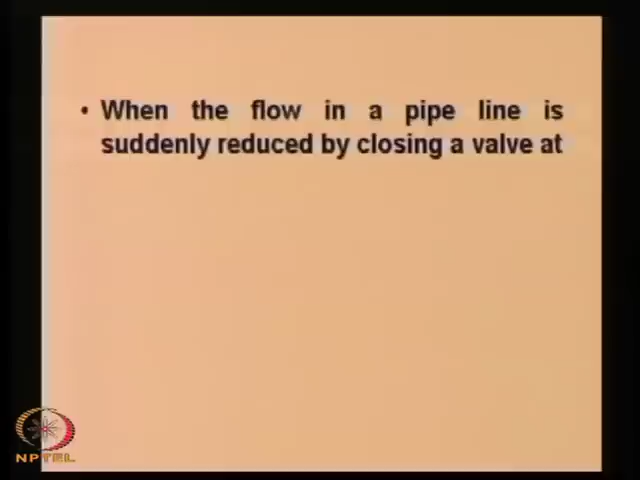 • When the flow in a pipe line is
suddenly reduced by closing a valve at
NPTEL